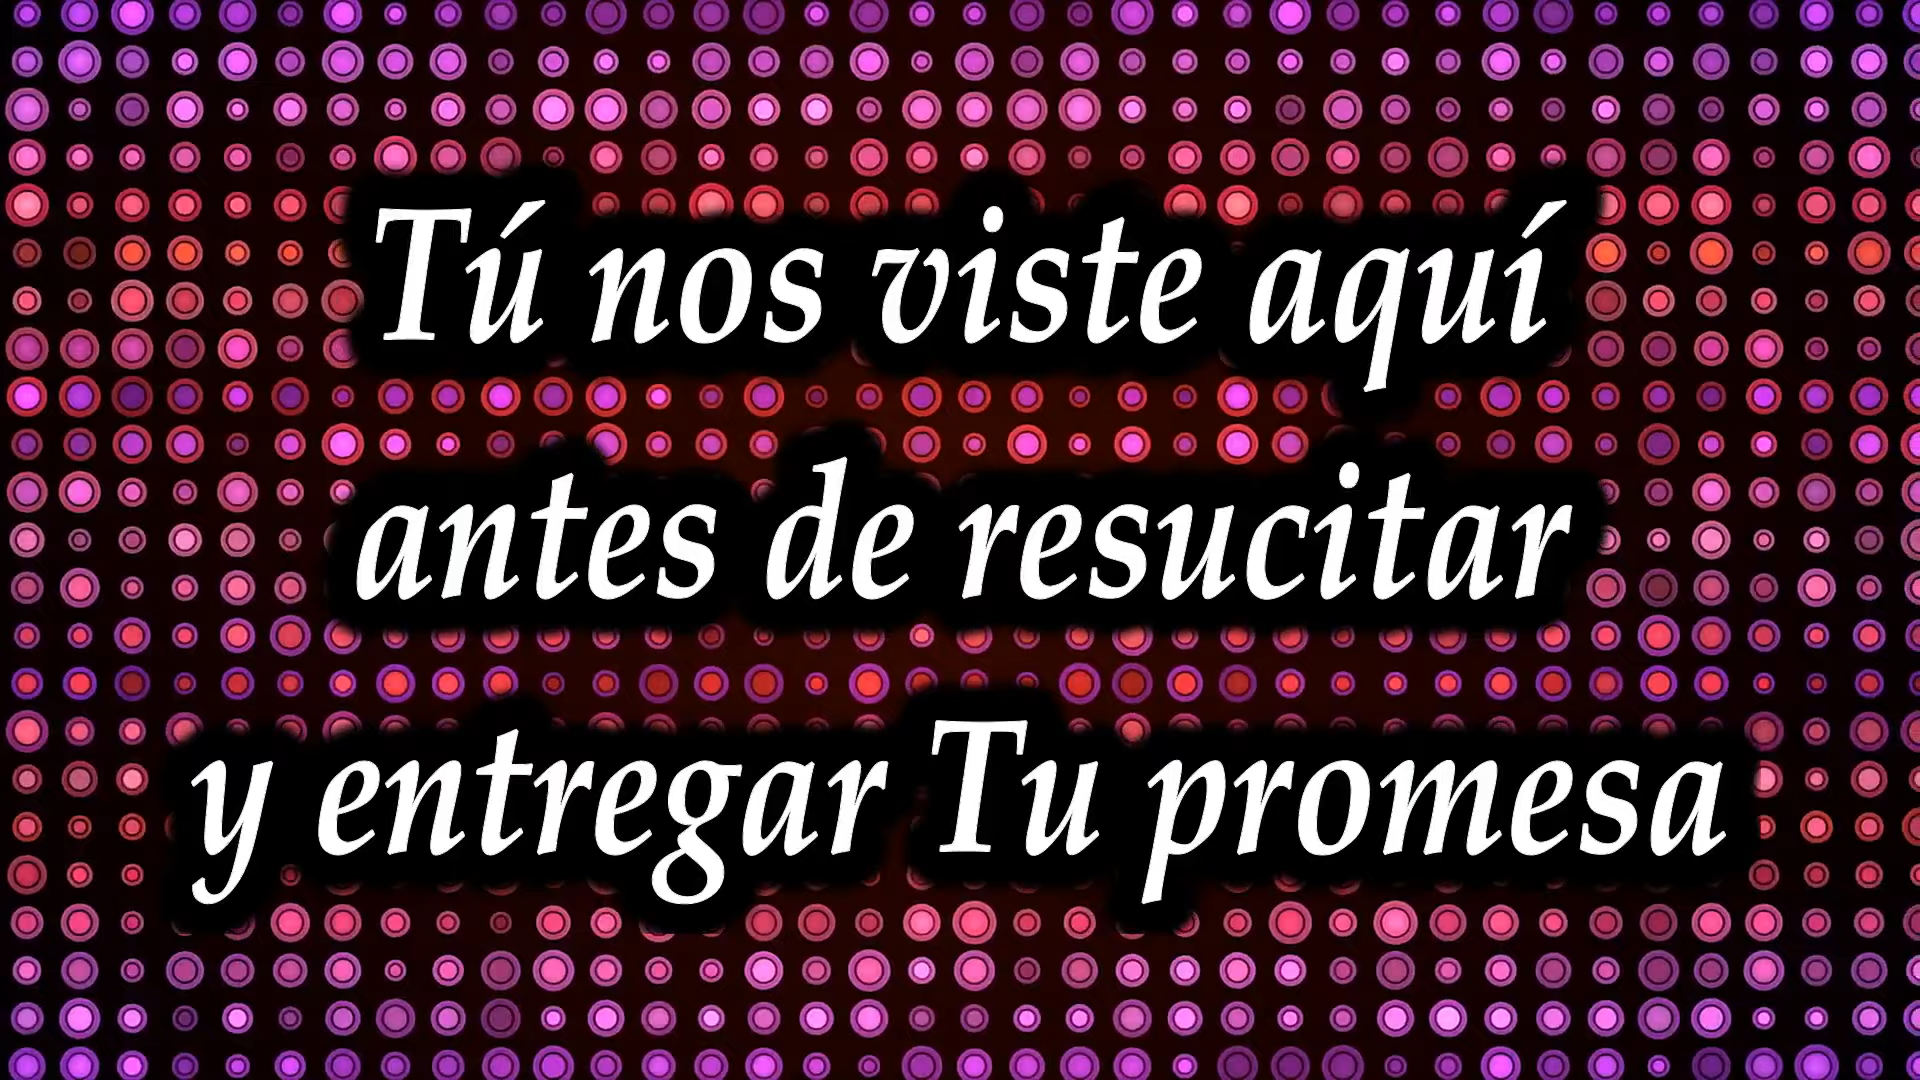 Tú nos viste aquí
antes de resucitar
y entregar Tu promesa